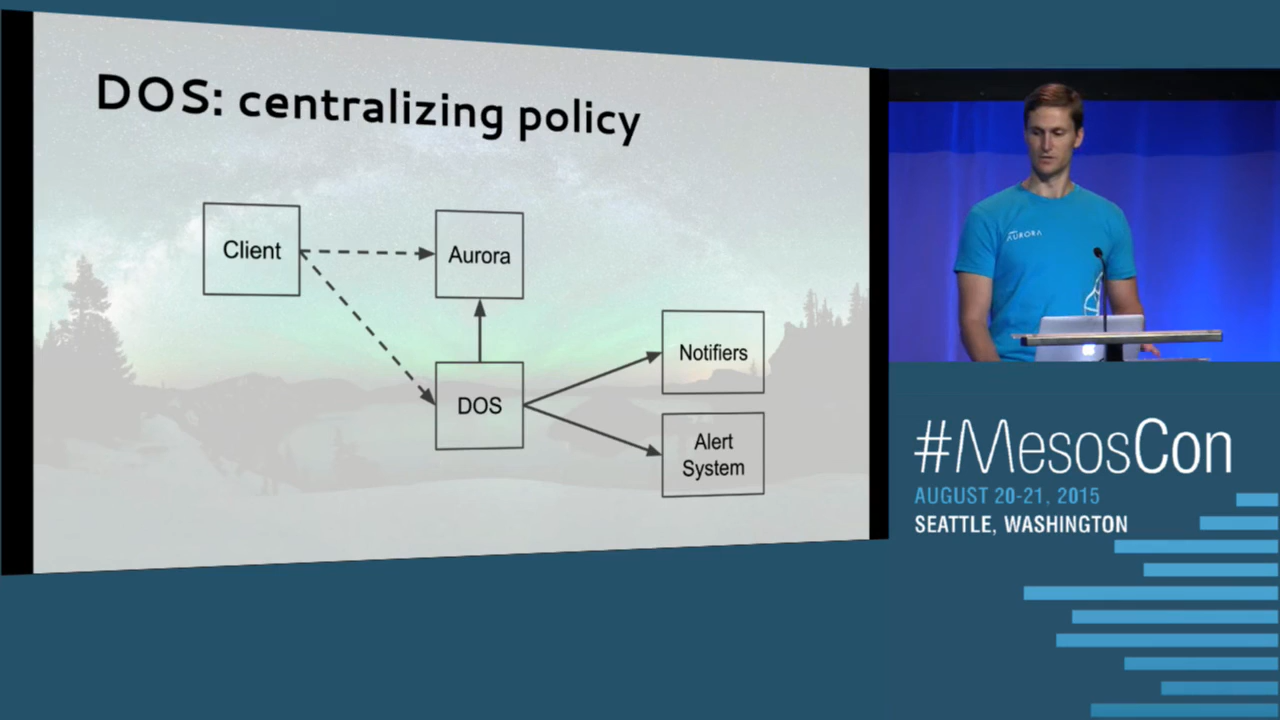 DOS: centralizing policy
Client
Aurora
DOS
Notifiers
Alert
System
AURORA
#MesosCon
AUGUST 20-21, 2015
SEATTLE, WASHINGTON